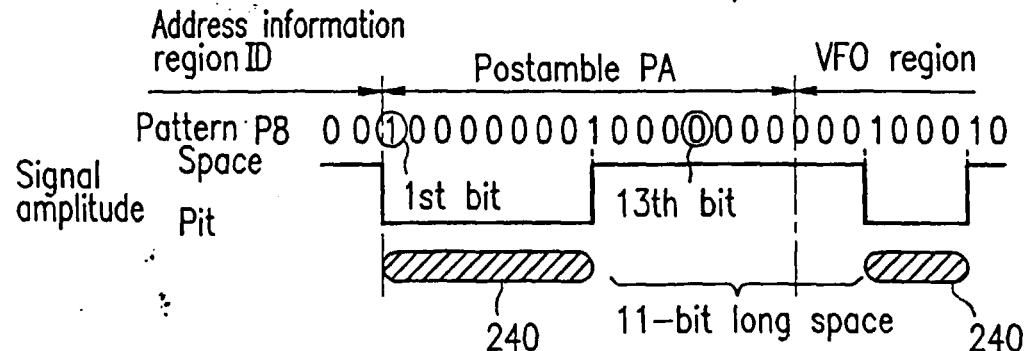 Address information
region ID
Postamble PA
VFO region
Pattern P8 0 0 1 0 0 0 0 0 0 0 1 0 0 0 0 0 0 0 0 0 0 1 0 0 0 1 0
Space
Signal
amplitude
Pit
1st bit
13th bit
11-bit long space
240
240